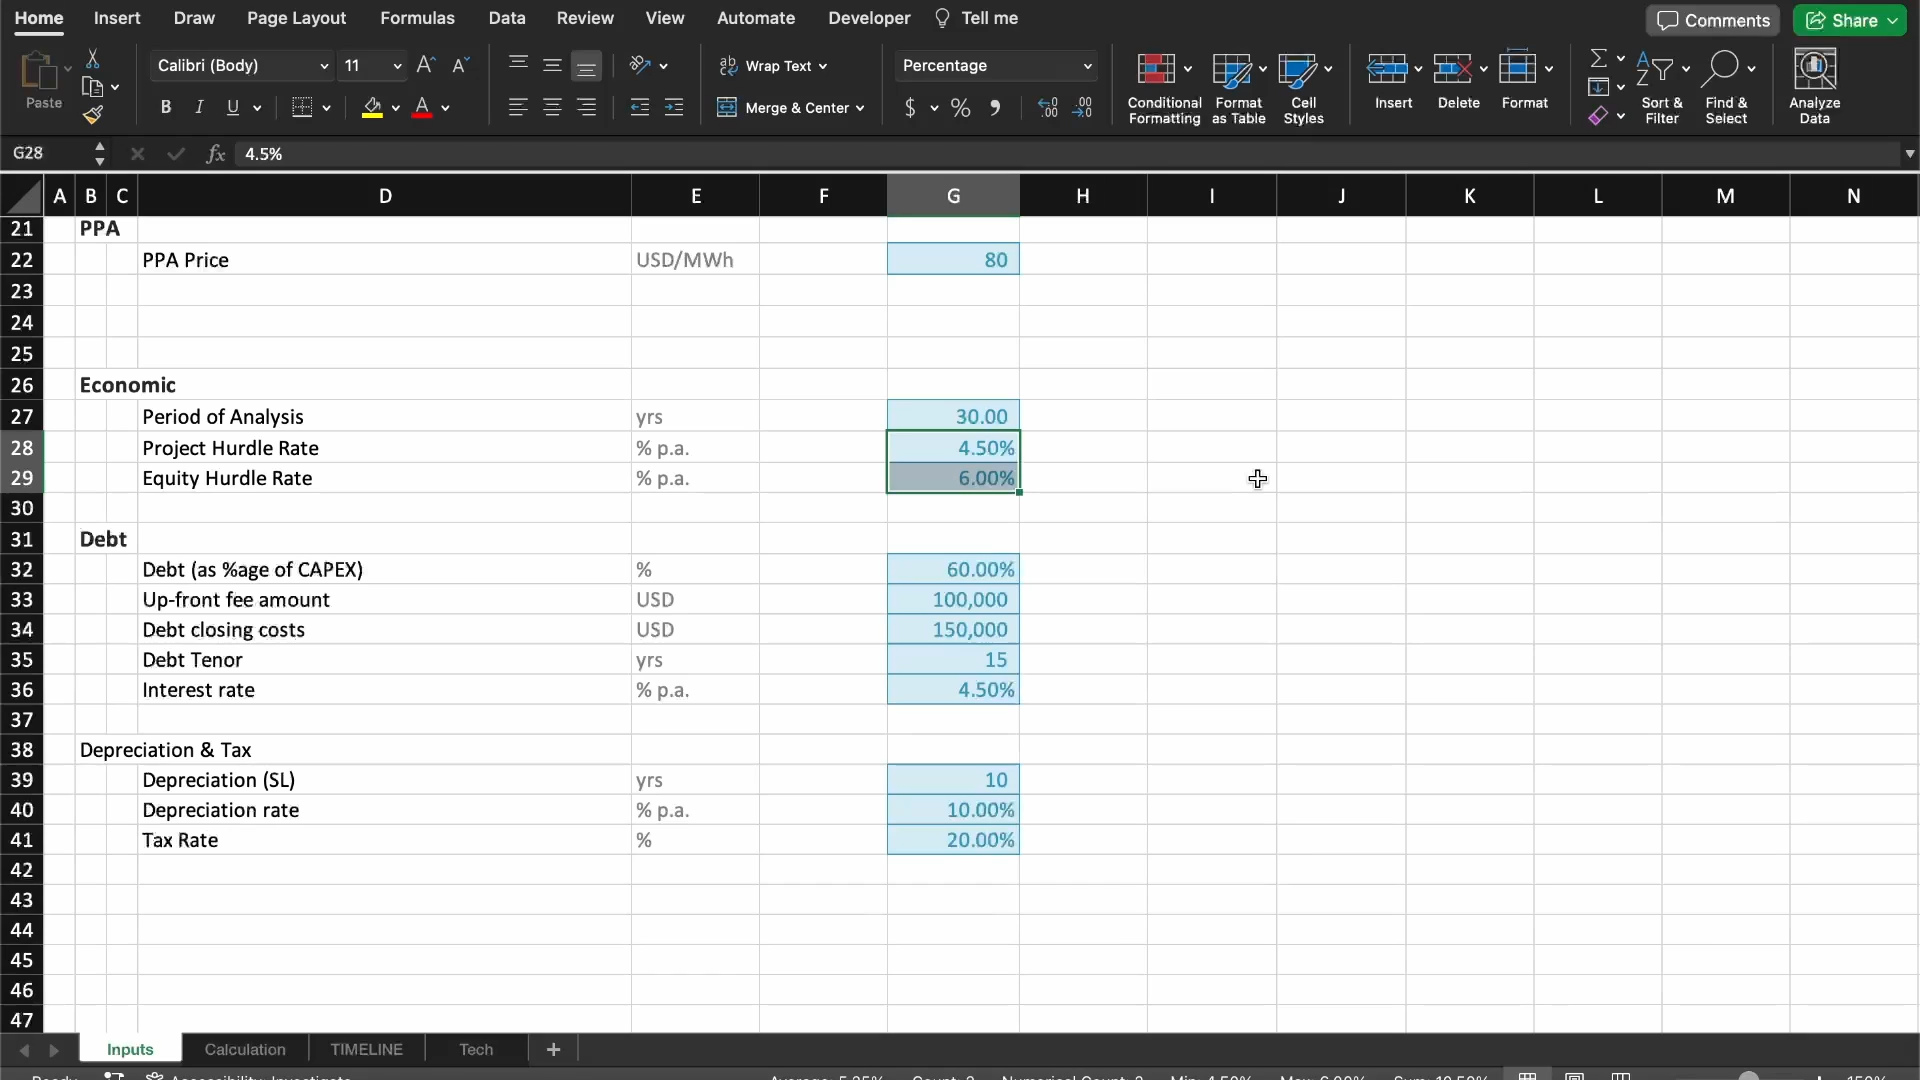 Home Insert Draw Page Layout Formulas Data Review View Automate Developer Tell me Comments Share
Paste Calibri (Body) 11 Wrap Text Percentage Conditional Formatting Format as Table Cell Styles Insert Delete Format Sort & Filter Find & Select Analyze Data
B I U Merge & Center $ %
G28 fx 4.5%
A B C D E F G H I J K L M N
21 PPA
22 PPA Price USD/MWh 80
23
24
25
26 Economic
27 Period of Analysis yrs 30.00
28 Project Hurdle Rate % p.a. 4.50%
29 Equity Hurdle Rate % p.a. 6.00%
30
31 Debt
32 Debt (as %age of CAPEX) % 60.00%
33 Up-front fee amount USD 100,000
34 Debt closing costs USD 150,000
35 Debt Tenor yrs 15
36 Interest rate % p.a. 4.50%
37
38 Depreciation & Tax
39 Depreciation (SL) yrs 10
40 Depreciation rate % p.a. 10.00%
41 Tax Rate % 20.00%
42
43
44
45
46
47
Inputs Calculation TIMELINE Tech +